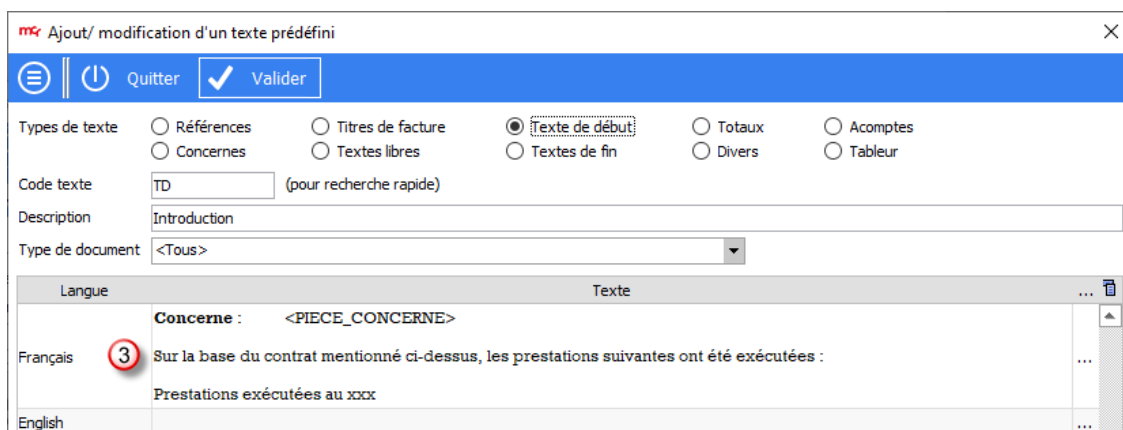 mcr Ajout/ modification d'un texte prédéfini
Quitter Valider
Types de texte Références Titres de facture Texte de début Totaux Acomptes
Concernes Textes libres Textes de fin Divers Tableur
Code texte TD (pour recherche rapide)
Description Introduction
Type de document <Tous>
Langue Texte ...
Concerne : <PIECE_CONCERNE>
Français 3 Sur la base du contrat mentionné ci-dessus, les prestations suivantes ont été exécutées : ...
Prestations exécutées au xxx
English ...